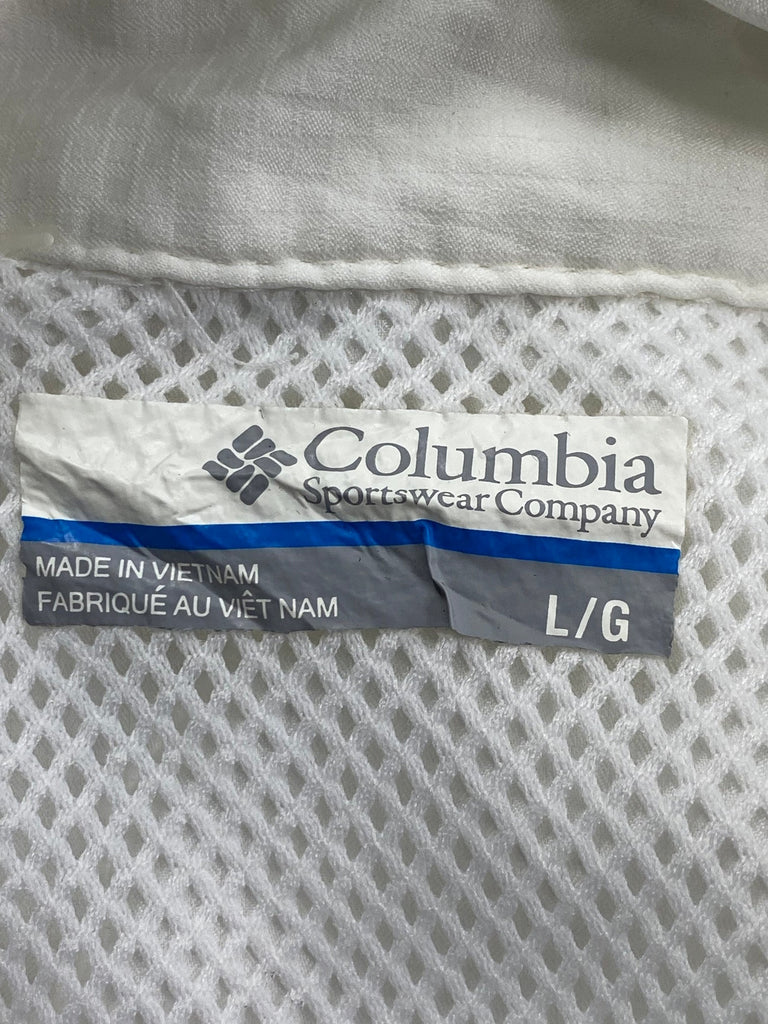 Columbia
Sportswear Company
MADE IN VIETNAM
FABRIQUÉ AU VIÊT NAM
L/G